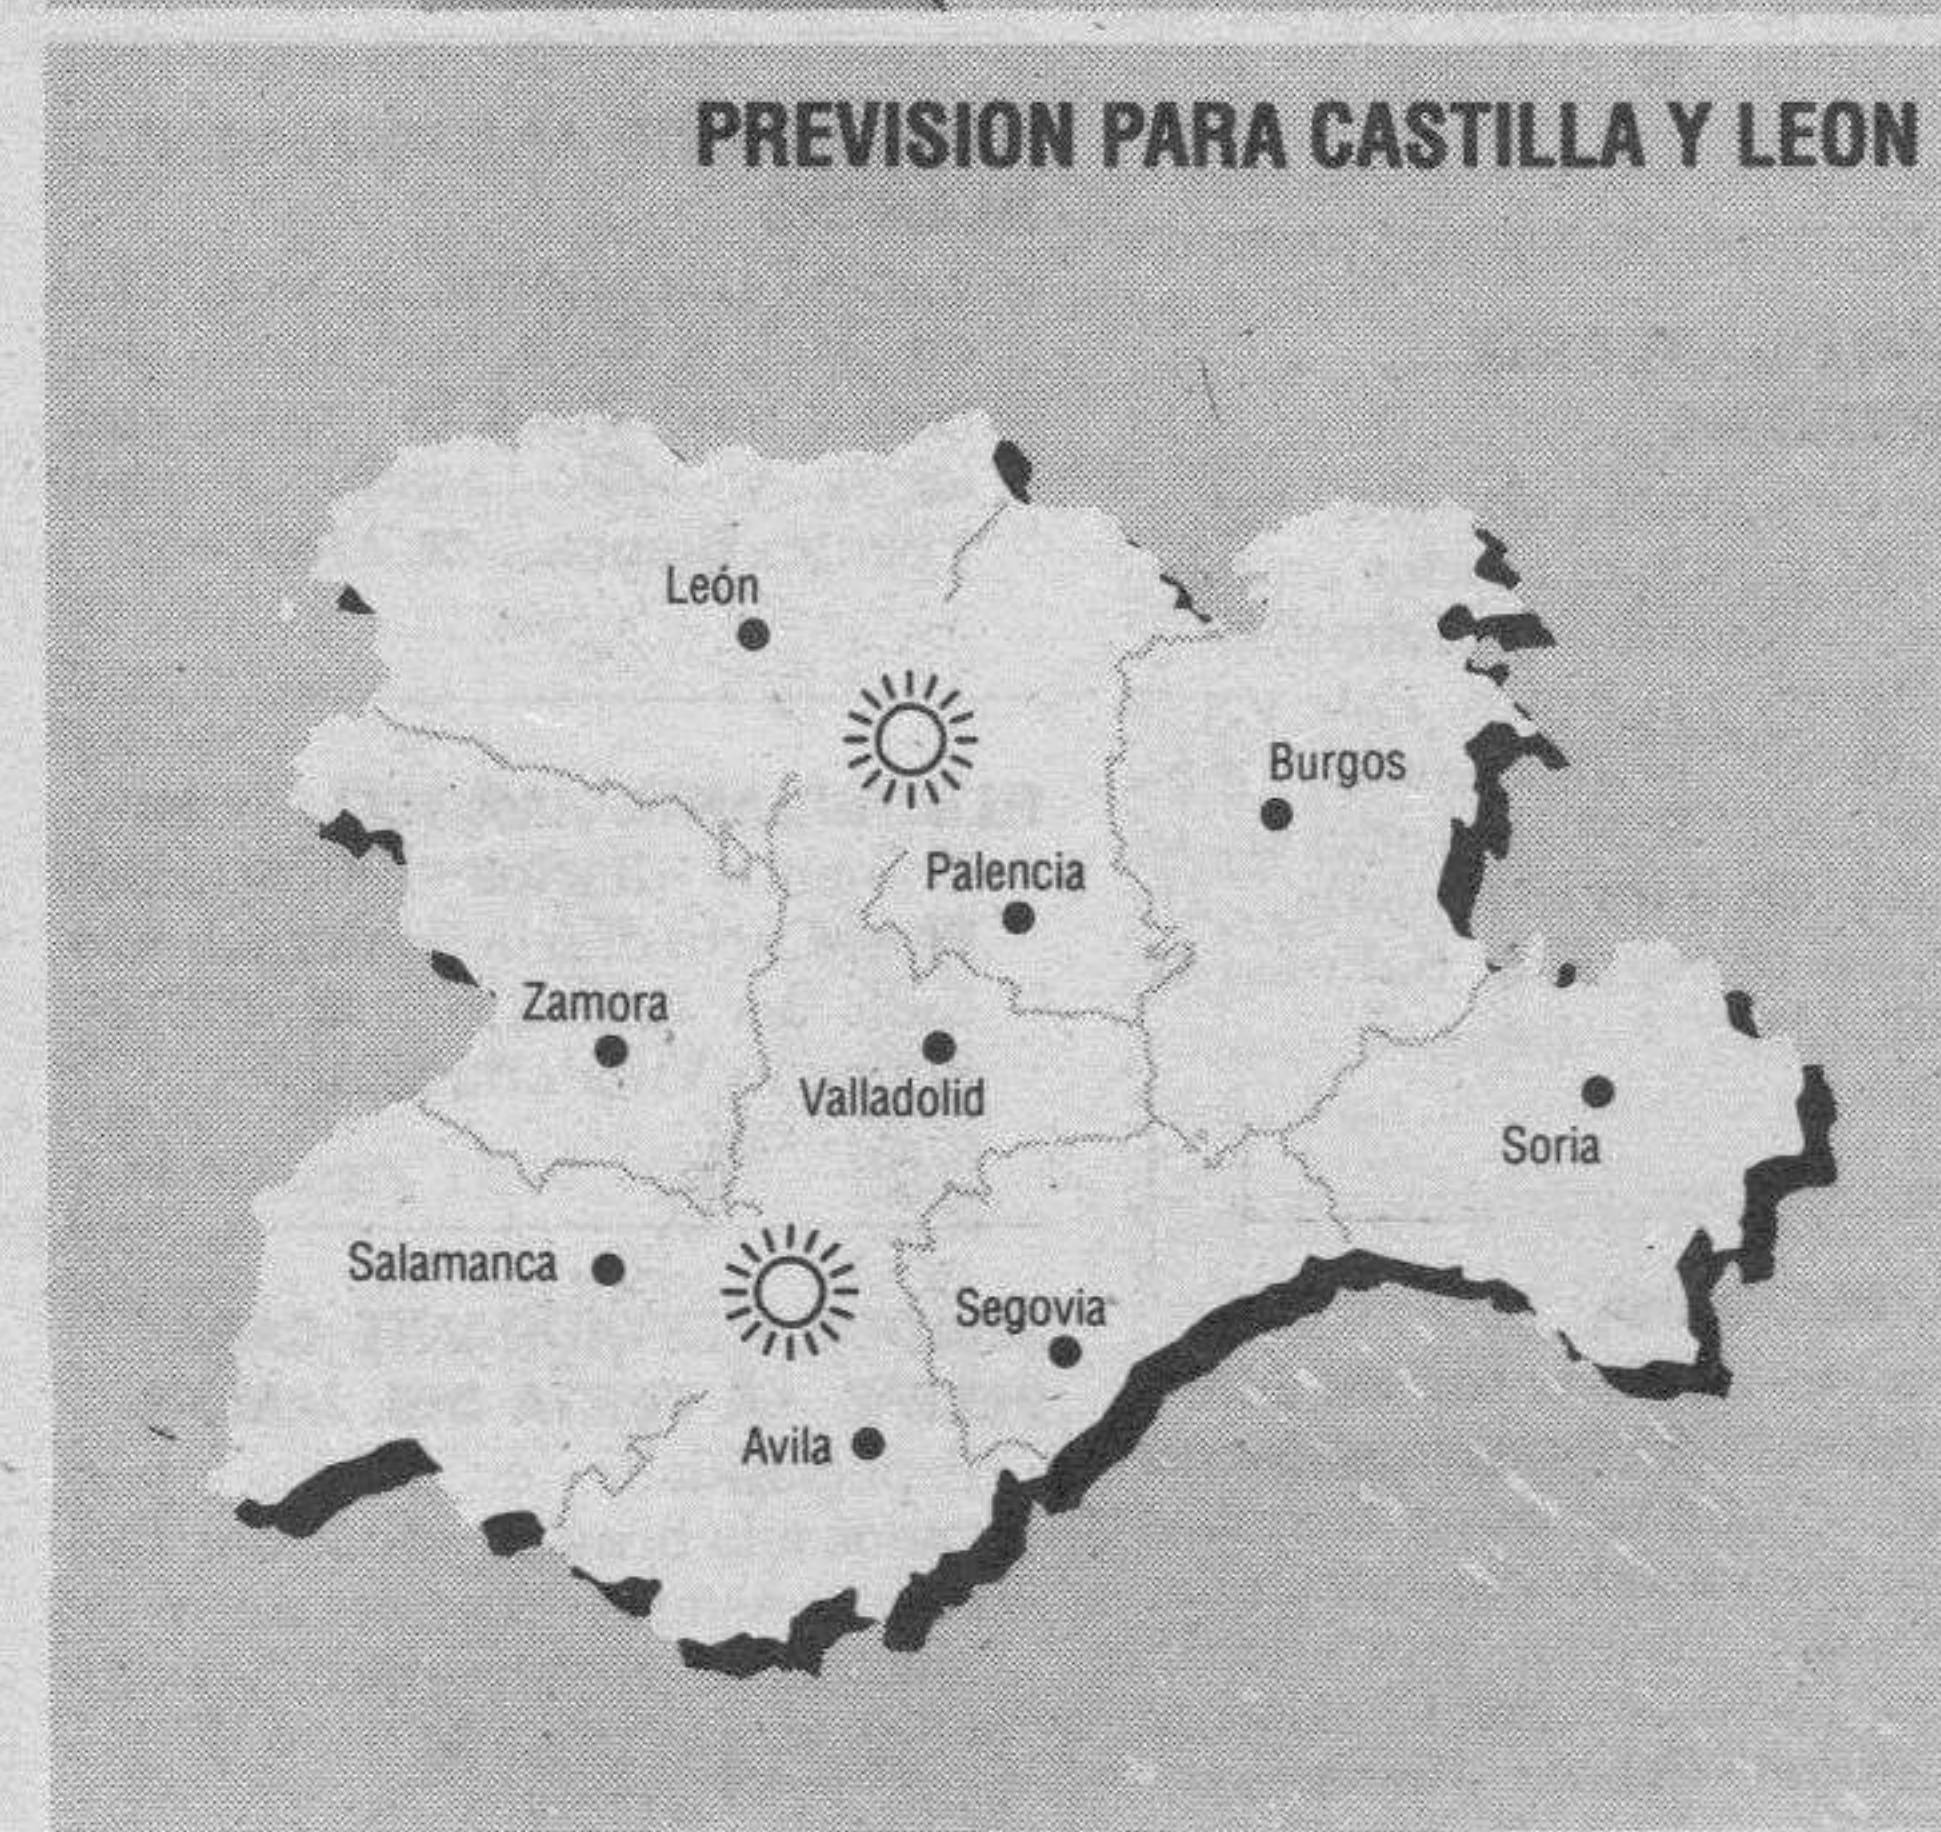 PREVISION PARA CASTILLA Y LEON
León
Burgos
Palencia
Zamora
Valladolid
Soria
Salamanca
Segovia
Avila